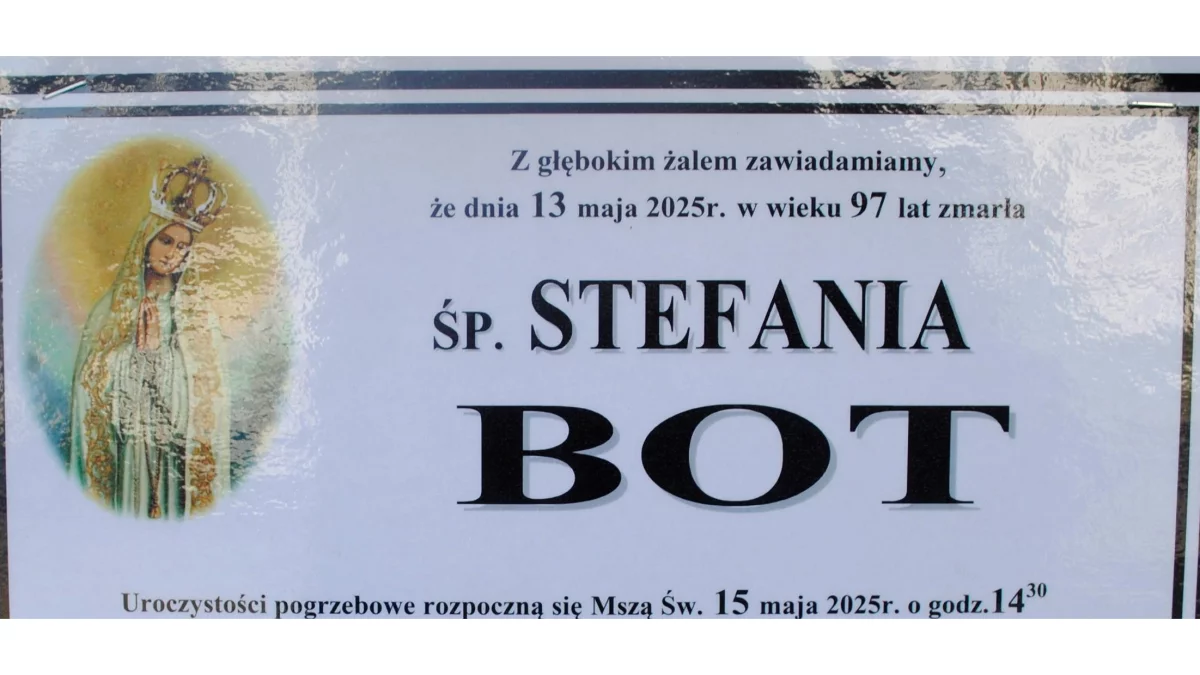 Z głębokim żalem zawiadamiamy,
że dnia 13 maja 2025r. w wieku 97 lat zmarła
ŚP. STEFANIA
BOT
Uroczystości pogrzebowe rozpoczną się Mszą Św. 15 maja 2025r. o godz.14³⁰